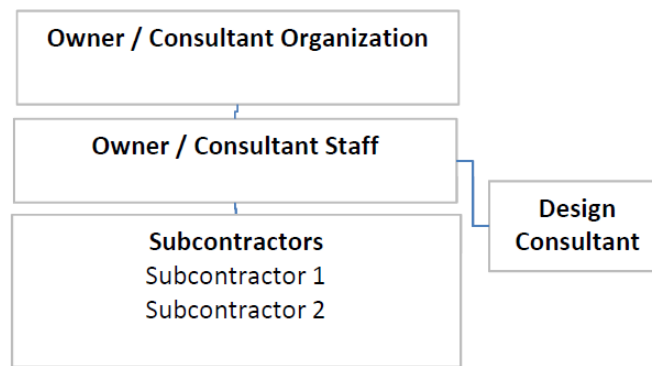 Owner / Consultant Organization
Owner / Consultant Staff
Design
Consultant
Subcontractors
Subcontractor 1
Subcontractor 2